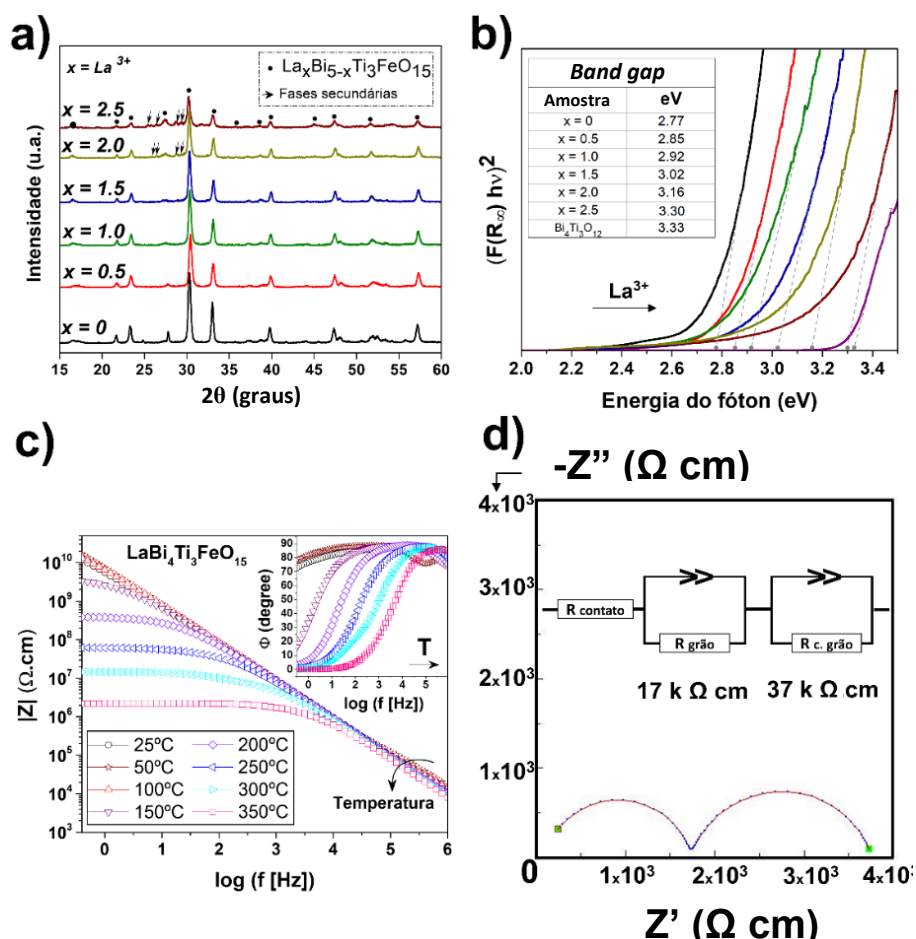 a)
x = La ³⁺
LaₓBi₅₋ₓTi₃FeO₁₅
Fases secundárias
x = 2.5
x = 2.0
x = 1.5
x = 1.0
x = 0.5
x = 0
Intensidade (u.a.)
15 20 25 30 35 40 45 50 55 60
2θ (graus)
b)
Band gap
Amostra eV
x = 0 2.77
x = 0.5 2.85
x = 1.0 2.92
x = 1.5 3.02
x = 2.0 3.16
x = 2.5 3.30
Bi₄Ti₃O₁₂ 3.33
La³⁺
(F(R∞) hν)²
2.0 2.2 2.4 2.6 2.8 3.0 3.2 3.4
Energia do fóton (eV)
c)
LaBi₄Ti₃FeO₁₅
Φ (degree)
90
80
70
60
50
40
30
20
10
0
T
0 1 2 3 4 5 6
log (f [Hz])
|Z| (Ω.cm)
10¹⁰
10⁹
10⁸
10⁷
10⁶
10⁵
10⁴
10³
25ºC 200ºC
50ºC 250ºC
100ºC 300ºC
150ºC 350ºC
Temperatura
0 1 2 3 4 5 6
log (f [Hz])
d)
-Z” (Ω cm)
4x10³
3x10³
2x10³
1x10³
R contato
R grão
R c. grão
17 k Ω cm 37 k Ω cm
0 1x10³ 2x10³ 3x10³ 4x10³
Z’ (Ω cm)